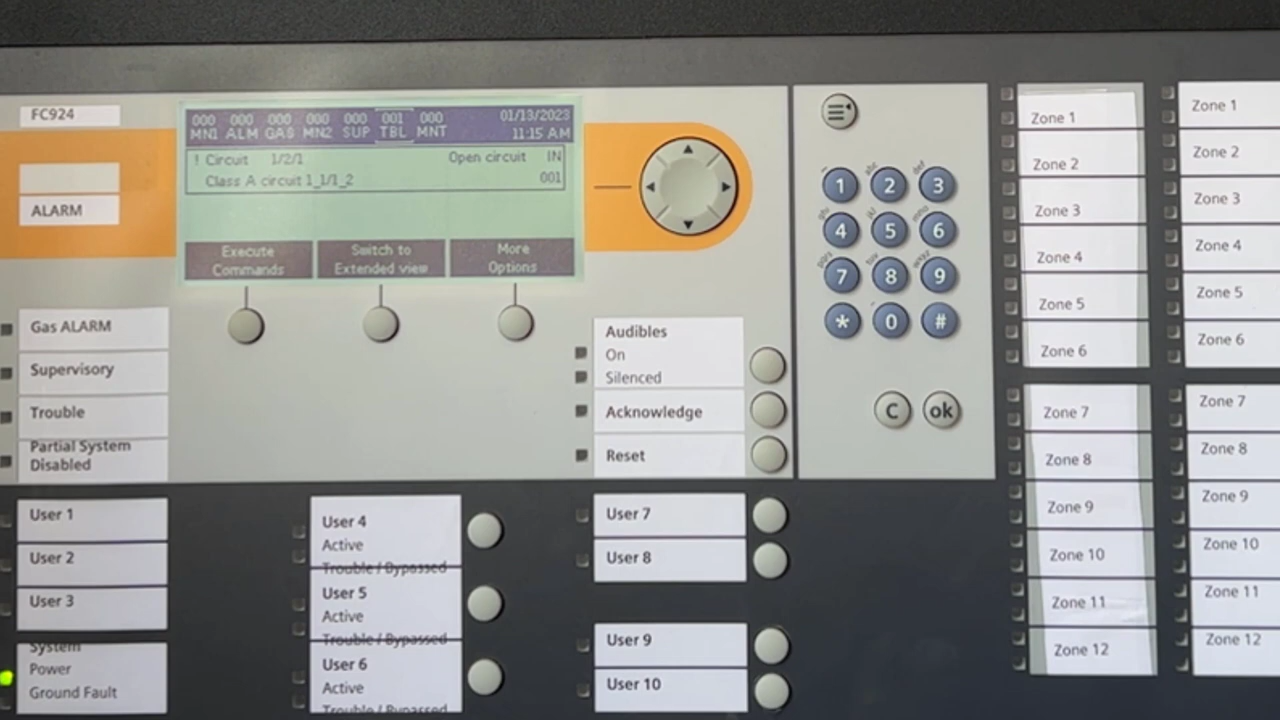 FC924
ALARM
000 000 000 000 000 001 000 01/13/2023
MN1 ALM GAS MN2 SUP TBL MNT 11:15 AM
! Circuit 1/2/1 Open circuit IN
Class A circuit 1_1/1_2 001
Execute Commands
Switch to Extended view
More Options
Gas ALARM
Supervisory
Trouble
Partial System
Disabled
Audibles
On
Silenced
Acknowledge
Reset
1 2 3
4 5 6
7 8 9
* 0 #
C ok
User 1
User 2
User 3
System
Power
Ground Fault
User 4
Active
Trouble / Bypassed
User 5
Active
Trouble / Bypassed
User 6
Active
Trouble / Bypassed
User 7
User 8
User 9
User 10
Zone 1
Zone 2
Zone 3
Zone 4
Zone 5
Zone 6
Zone 7
Zone 8
Zone 9
Zone 10
Zone 11
Zone 12
Zone 1
Zone 2
Zone 3
Zone 4
Zone 5
Zone 6
Zone 7
Zone 8
Zone 9
Zone 10
Zone 11
Zone 12